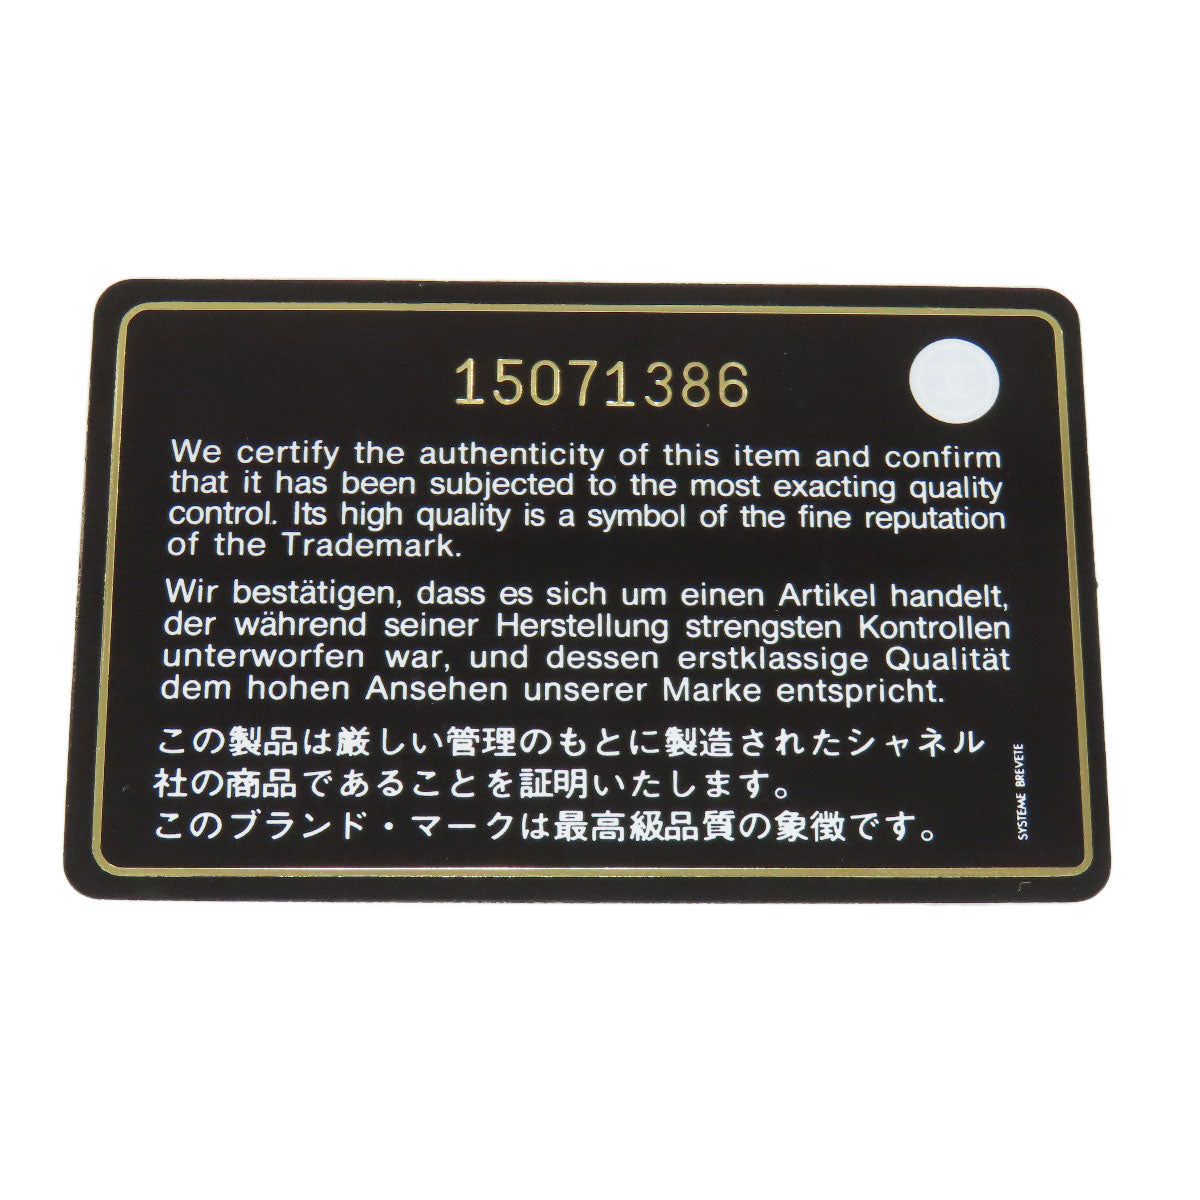 15071386
We certify the authenticity of this item and confirm
that it has been subjected to the most exacting quality
control. Its high quality is a symbol of the fine reputation
of the Trademark.
Wir bestätigen, dass es sich um einen Artikel handelt,
der während seiner Herstellung strengsten Kontrollen
unterworfen war, und dessen erstklassige Qualität
dem hohen Ansehen unserer Marke entspricht.
この製品は厳しい管理のもとに製造されたシャネル
社の商品であることを証明いたします。
このブランド・マークは最高級品質の象徴です。
SYSTEME BREVETE